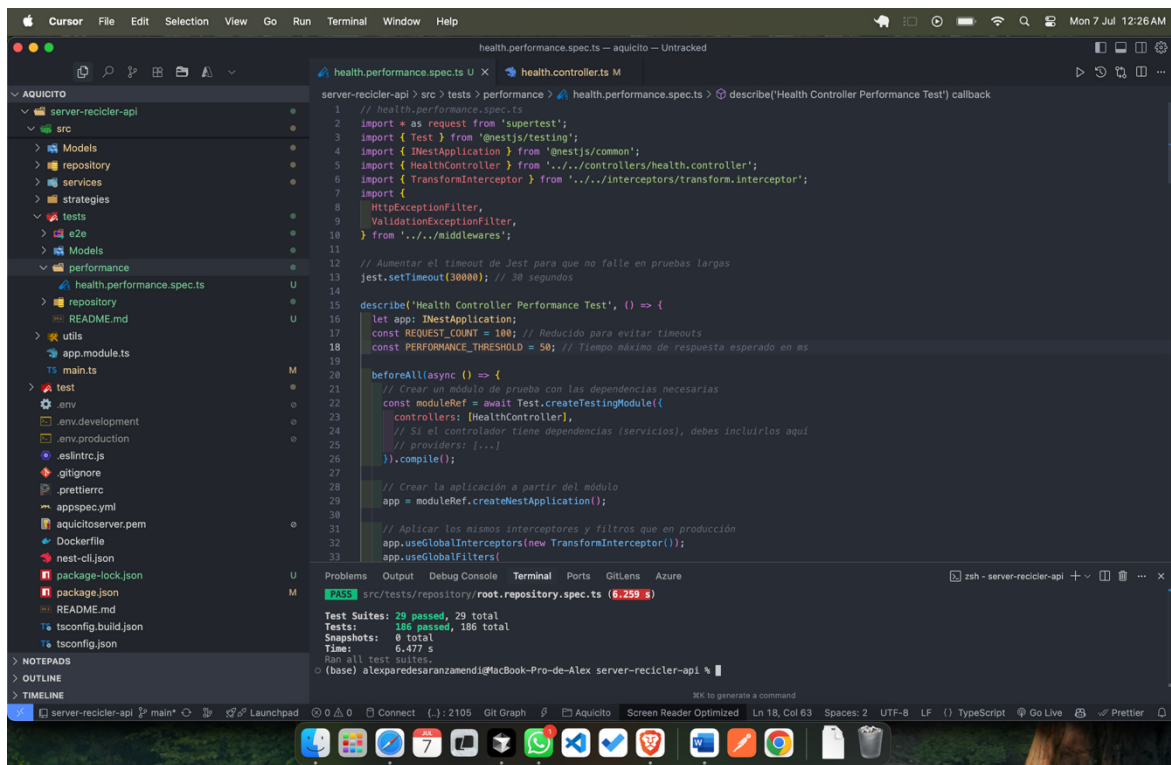 Cursor File Edit Selection View Go Run Terminal Window Help Mon 7 Jul 12:26 AM
health.performance.spec.ts — aquicito — Untracked
health.performance.spec.ts U health.controller.ts M
AQUICITO
server-recicler-api
src
Models
repository
services
strategies
tests
e2e
Models
performance
health.performance.spec.ts U
repository
README.md U
utils
app.module.ts
TS main.ts M
test
.env
.env.development
.env.production
.eslintrc.js
.gitignore
.prettierrc
appspec.yml
aquicitoserver.pem
Dockerfile
nest-cli.json
package-lock.json U
package.json M
README.md
tsconfig.build.json
tsconfig.json
NOTEPADS
OUTLINE
TIMELINE
server-recicler-api > src > tests > performance > health.performance.spec.ts > describe('Health Controller Performance Test') callback
1 // health.performance.spec.ts
2 import * as request from 'supertest';
3 import { Test } from '@nestjs/testing';
4 import { INestApplication } from '@nestjs/common';
5 import { HealthController } from '../../controllers/health.controller';
6 import { TransformInterceptor } from '../../interceptors/transform.interceptor';
7 import {
8 HttpExceptionFilter,
9 ValidationExceptionFilter,
10 } from '../../middlewares';
11
12 // Aumentar el timeout de Jest para que no falle en pruebas largas
13 jest.setTimeout(30000); // 30 segundos
14
15 describe('Health Controller Performance Test', () => {
16 let app: INestApplication;
17 const REQUEST_COUNT = 100; // Reducido para evitar timeouts
18 const PERFORMANCE_THRESHOLD = 50; // Tiempo máximo de respuesta esperado en ms
19
20 beforeAll(async () => {
21 // Crear un módulo de prueba con las dependencias necesarias
22 const moduleRef = await Test.createTestingModule({
23 controllers: [HealthController],
24 // Si el controlador tiene dependencias (servicios), debes incluirlos aquí
25 // providers: [...]
26 }).compile();
27
28 // Crear la aplicación a partir del módulo
29 app = moduleRef.createNestApplication();
30
31 // Aplicar los mismos interceptores y filtros que en producción
32 app.useGlobalInterceptors(new TransformInterceptor());
33 app.useGlobalFilters(
Problems Output Debug Console Terminal Ports GitLens Azure zsh - server-recicler-api
PASS src/tests/repository/root.repository.spec.ts (6.259 s)
Test Suites: 29 passed, 29 total
Tests: 186 passed, 186 total
Snapshots: 0 total
Time: 6.477 s
Ran all test suites.
(base) alexparedesaranzamendi@MacBook-Pro-de-Alex server-recicler-api %
⌘K to generate a command
server-recicler-api main* Launchpad 0 0 Connect {..} : 2105 Git Graph Aquicito Screen Reader Optimized Ln 18, Col 63 Spaces: 2 UTF-8 LF {} TypeScript Go Live Prettier
JUL
7
1